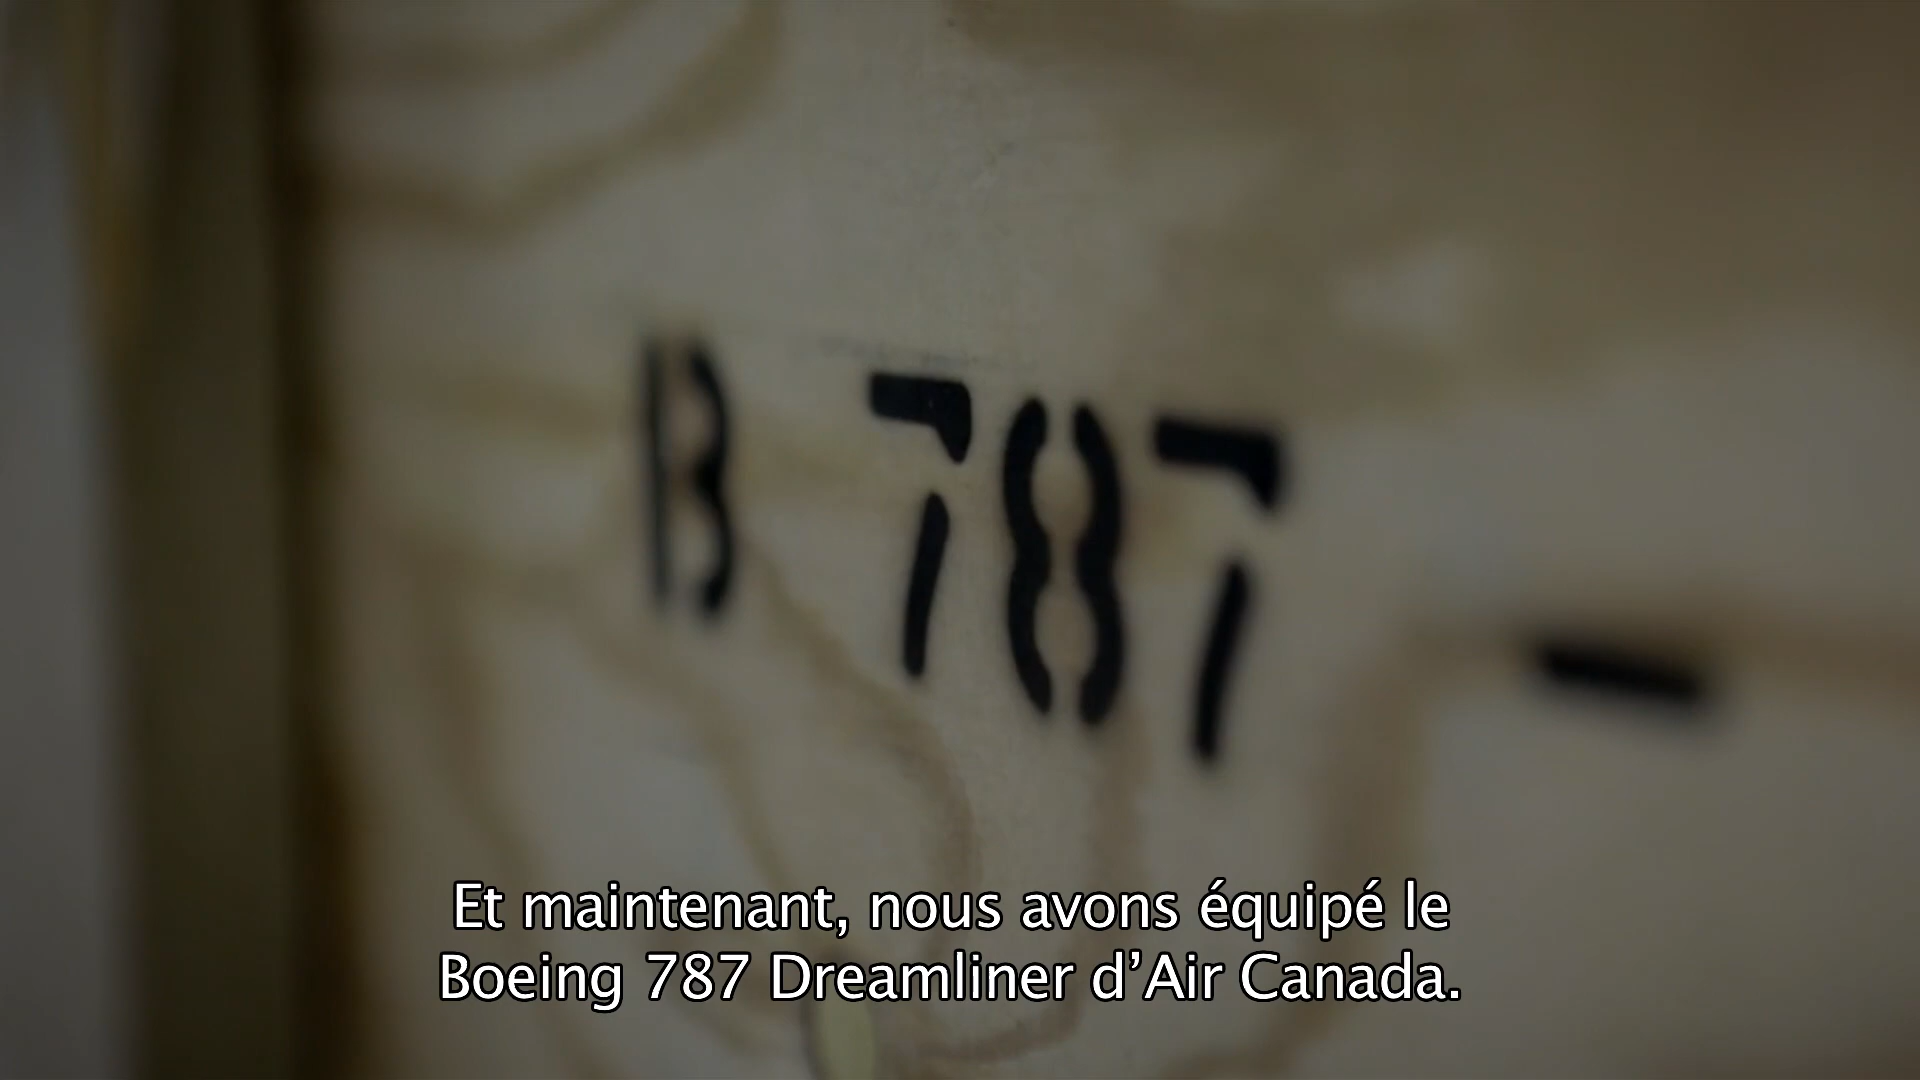 B 787 -
Et maintenant, nous avons équipé le
Boeing 787 Dreamliner d’Air Canada.